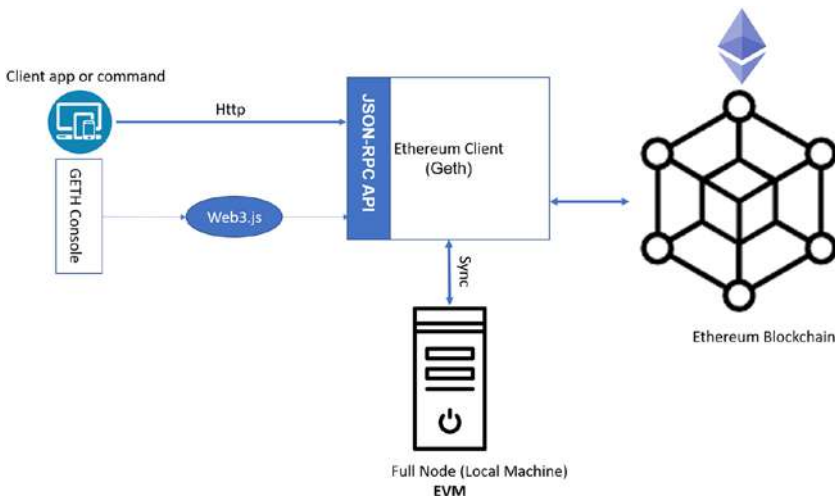 Client app or command
Http
GETH Console
Web3.js
JSON-RPC API
Ethereum Client
(Geth)
Sync
Ethereum Blockchain
Full Node (Local Machine)
EVM